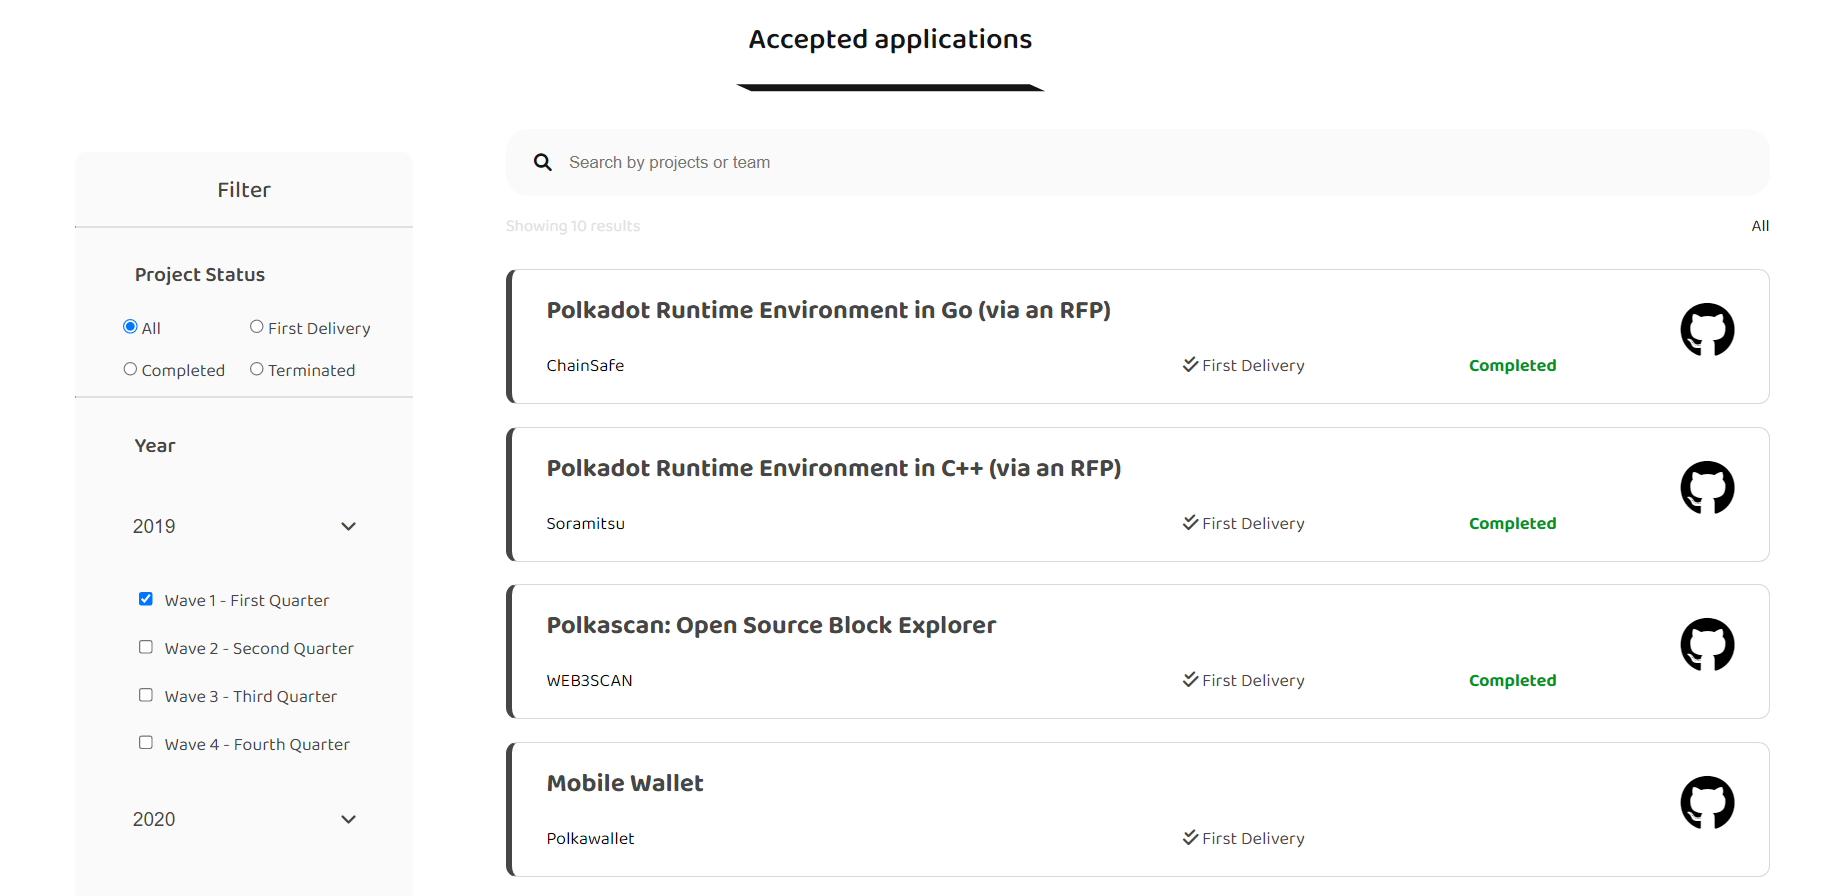 Accepted applications
Search by projects or team
Showing 10 results
All
Filter
Project Status
All
First Delivery
Completed
Terminated
Year
2019
Wave 1 - First Quarter
Wave 2 - Second Quarter
Wave 3 - Third Quarter
Wave 4 - Fourth Quarter
2020
Polkadot Runtime Environment in Go (via an RFP)
ChainSafe
First Delivery
Completed
Polkadot Runtime Environment in C++ (via an RFP)
Soramitsu
First Delivery
Completed
Polkascan: Open Source Block Explorer
WEB3SCAN
First Delivery
Completed
Mobile Wallet
Polkawallet
First Delivery